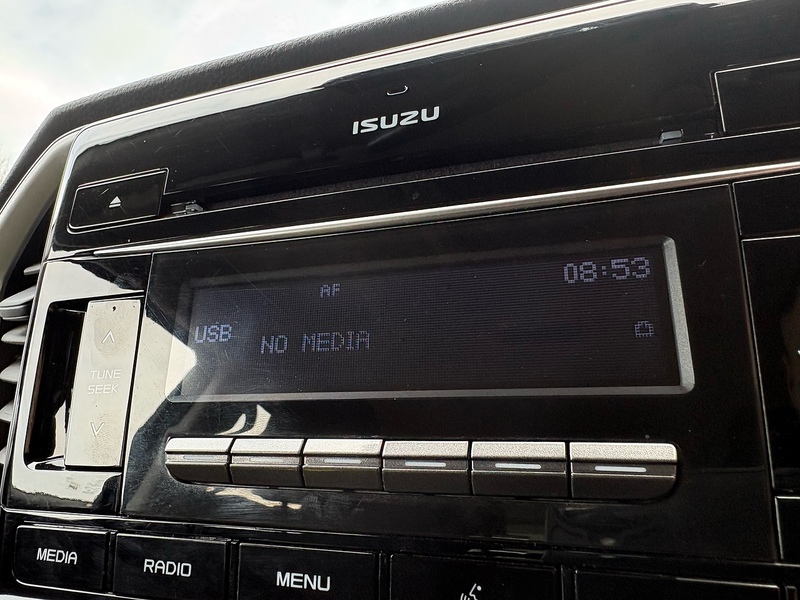 ISUZU
AF
08:53
USB
NO MEDIA
TUNE
SEEK
MEDIA
RADIO
MENU